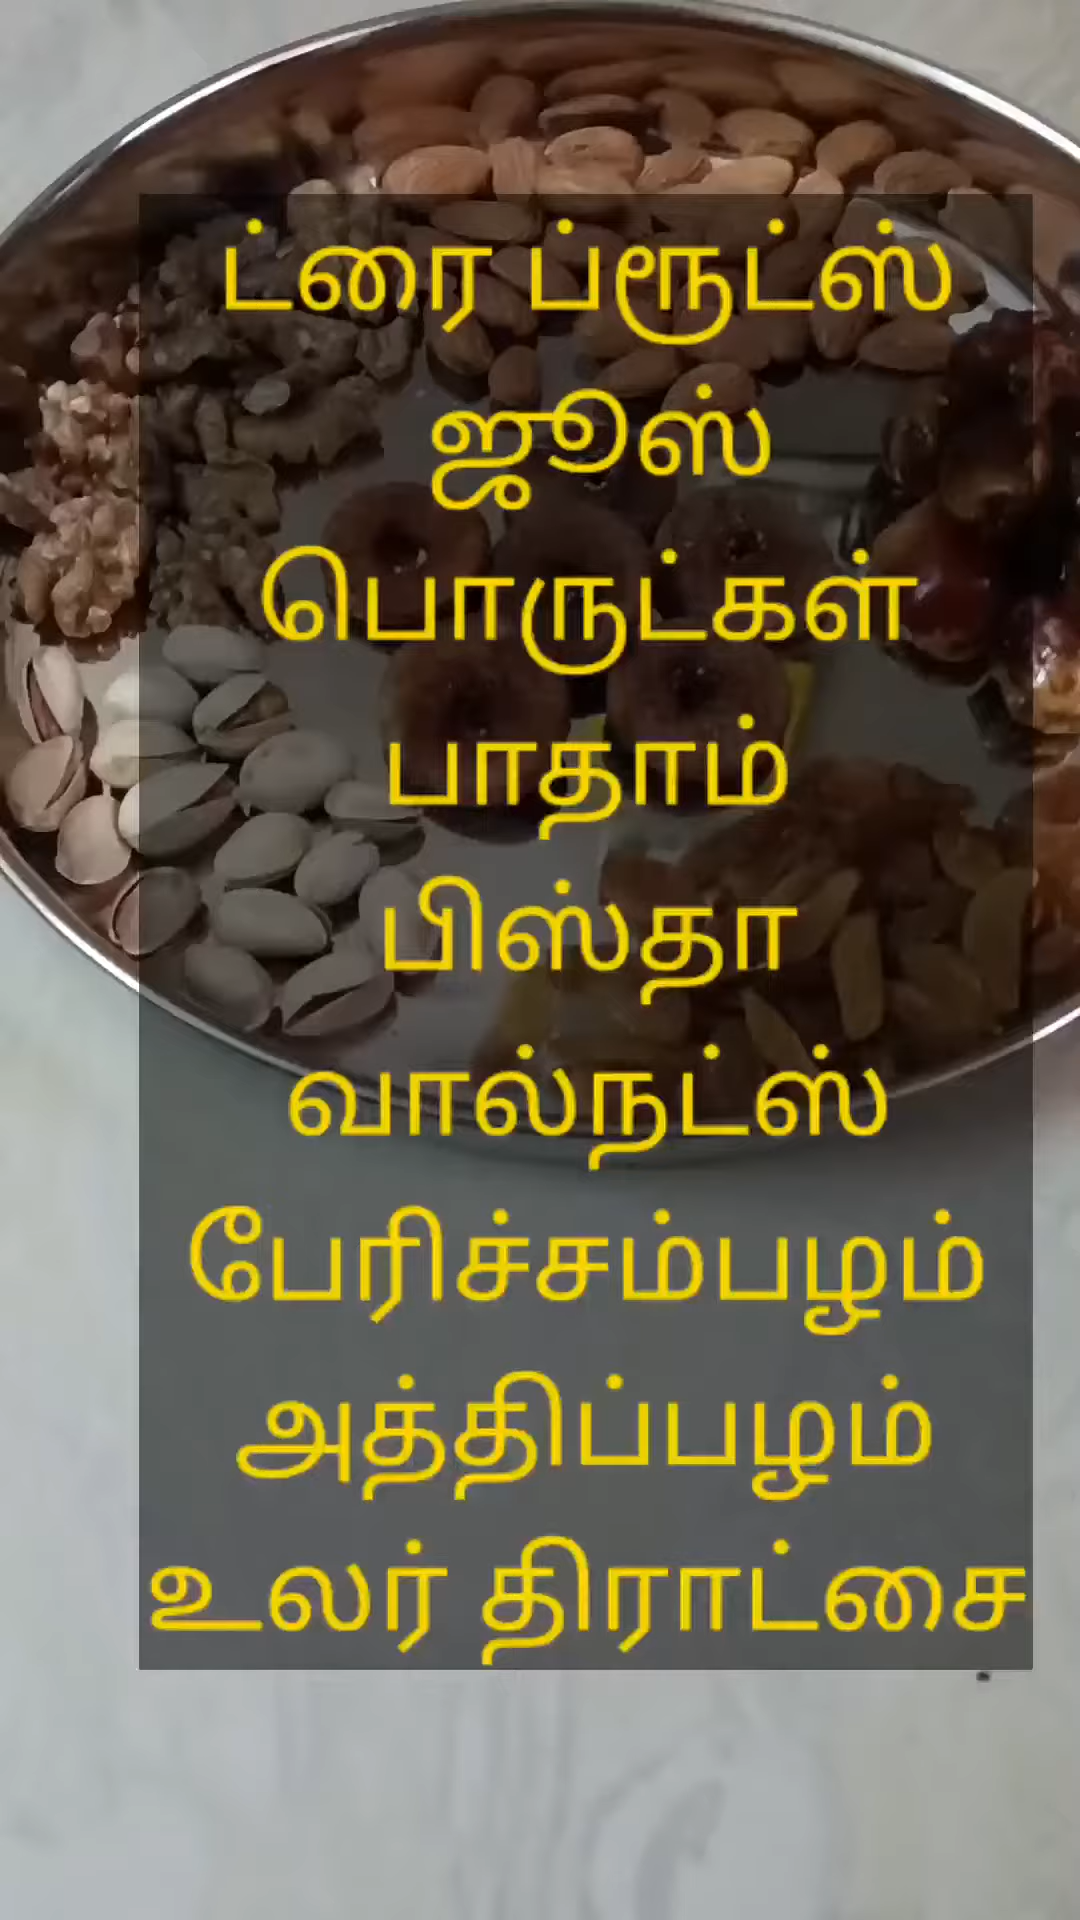 ட்ரை ப்ரூட்ஸ்
ஜூஸ்
பொருட்கள்
பாதாம்
பிஸ்தா
வால்நட்ஸ்
பேரிச்சம்பழம்
அத்திப்பழம்
உலர் திராட்சை